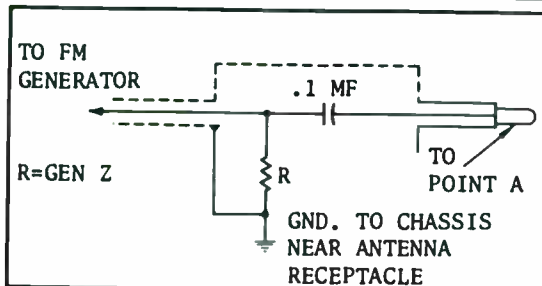 TO FM
GENERATOR
.1 MF
R=GEN Z
R
TO
POINT A
GND. TO CHASSIS
NEAR ANTENNA
RECEPTACLE